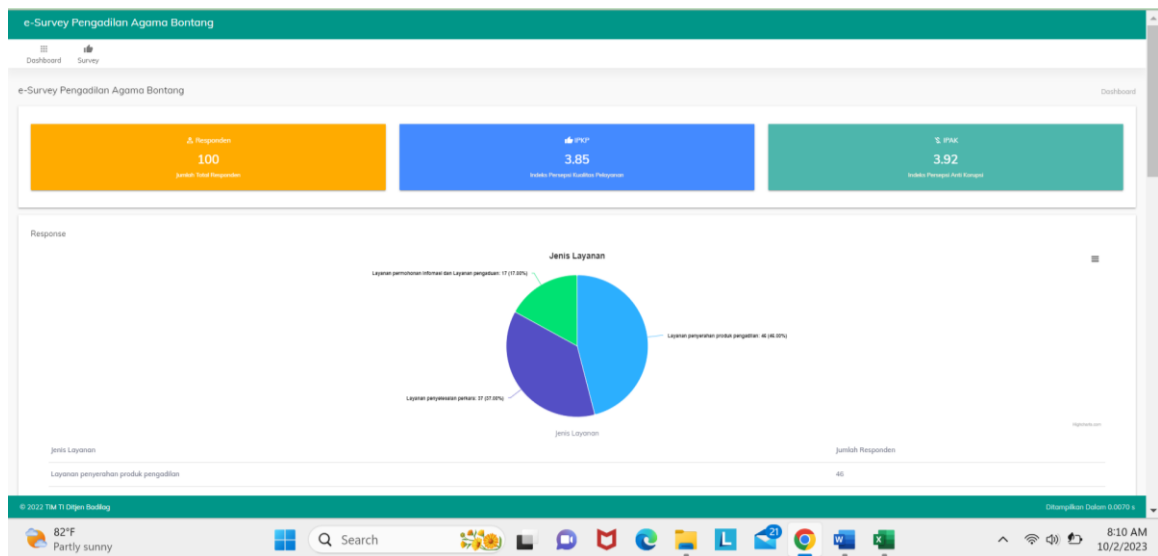 e-Survey Pengadilan Agama Bontang
Dashboard
Survey
e-Survey Pengadilan Agama Bontang
Dashboard
Responden
100
Jumlah Total Responden
IPKP
3.85
Indeks Persepsi Kualitas Pelayanan
IPAK
3.92
Indeks Persepsi Anti Korupsi
Response
Jenis Layanan
Layanan permohonan informasi dan Layanan pengaduan: 17 (17.00%)
Layanan penyerahan produk pengadilan: 46 (46.00%)
Layanan penyelesaian perkara: 37 (37.00%)
Jenis Layanan
Highcharts.com
Jenis Layanan
Jumlah Responden
Layanan penyerahan produk pengadilan
46
© 2022 TIM TI Ditjen Badilag
Ditampilkan Dalam 0.0070 s
82°F
Partly sunny
Search
L
21
W
X
8:10 AM
10/2/2023